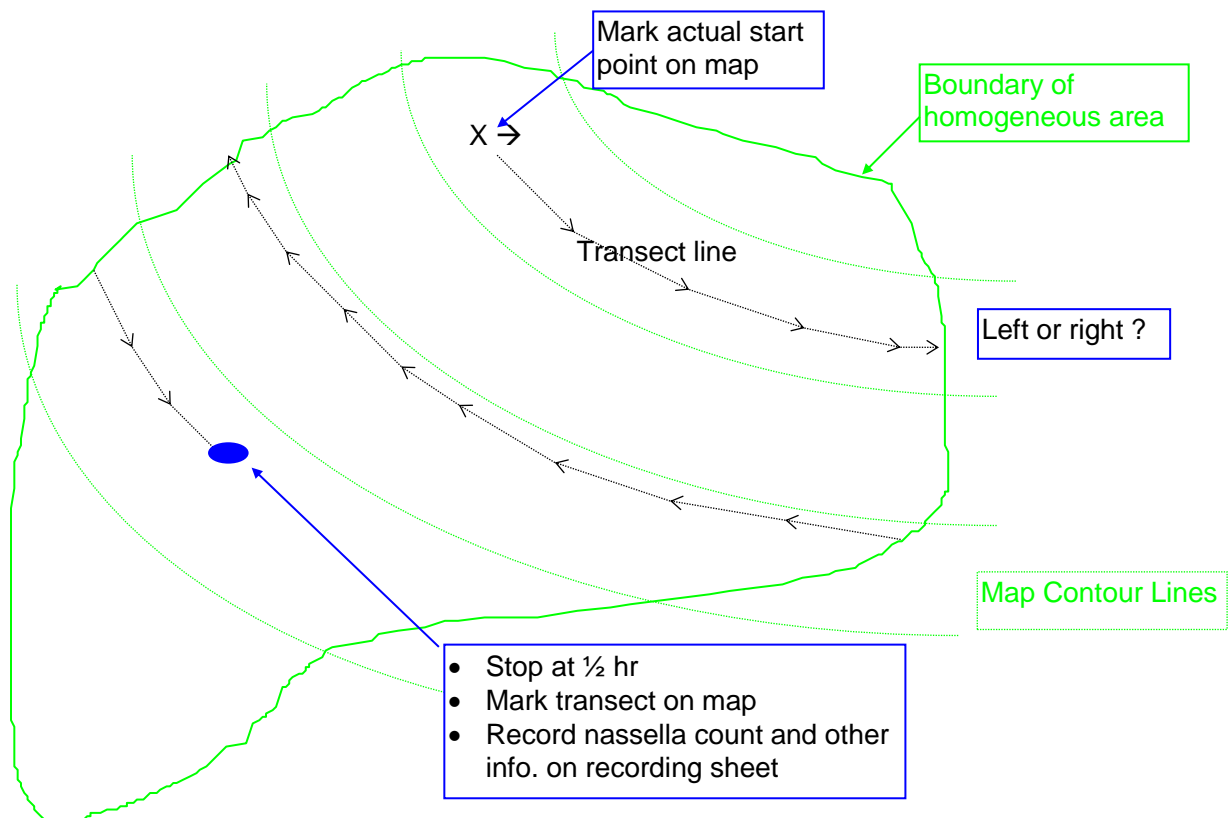 Mark actual start
point on map
Boundary of
homogeneous area
X →
Transect line
Left or right ?
Map Contour Lines
• Stop at ½ hr
• Mark transect on map
• Record nassella count and other
info. on recording sheet